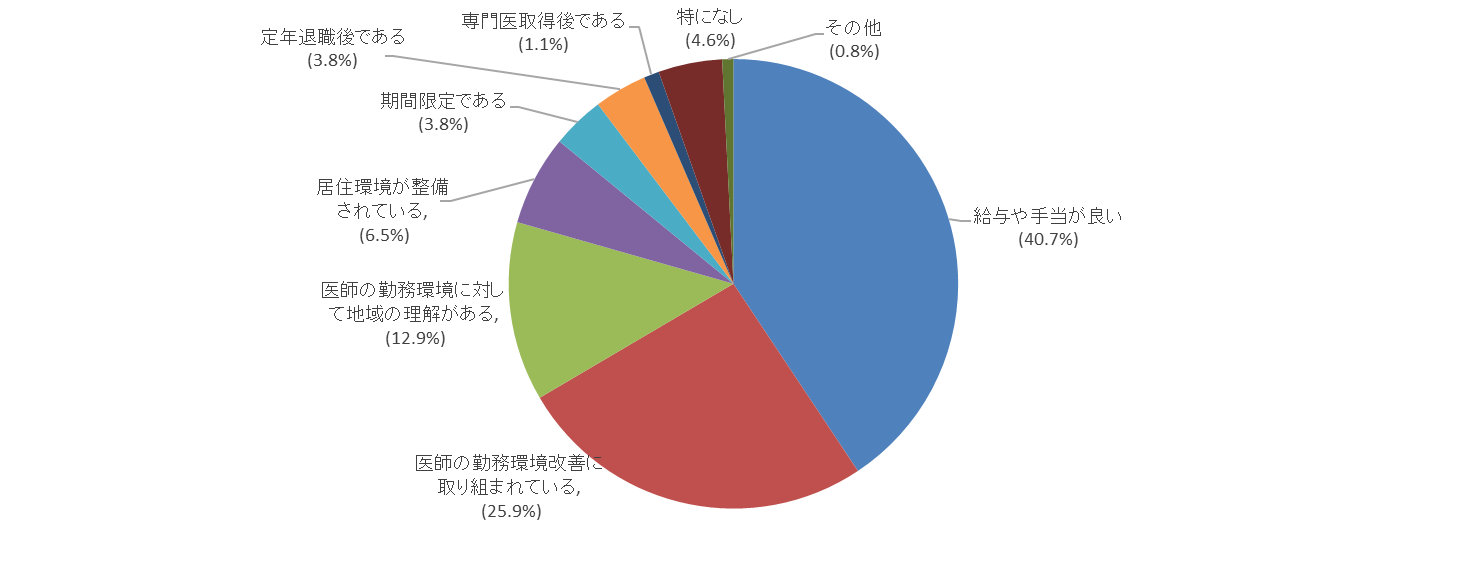 専門医取得後である
(1.1%)
特になし
(4.6%)
その他
(0.8%)
定年退職後である
(3.8%)
期間限定である
(3.8%)
居住環境が整備
されている,
(6.5%)
給与や手当が良い
(40.7%)
医師の勤務環境に対し
て地域の理解がある,
(12.9%)
医師の勤務環境改善に
取り組まれている,
(25.9%)